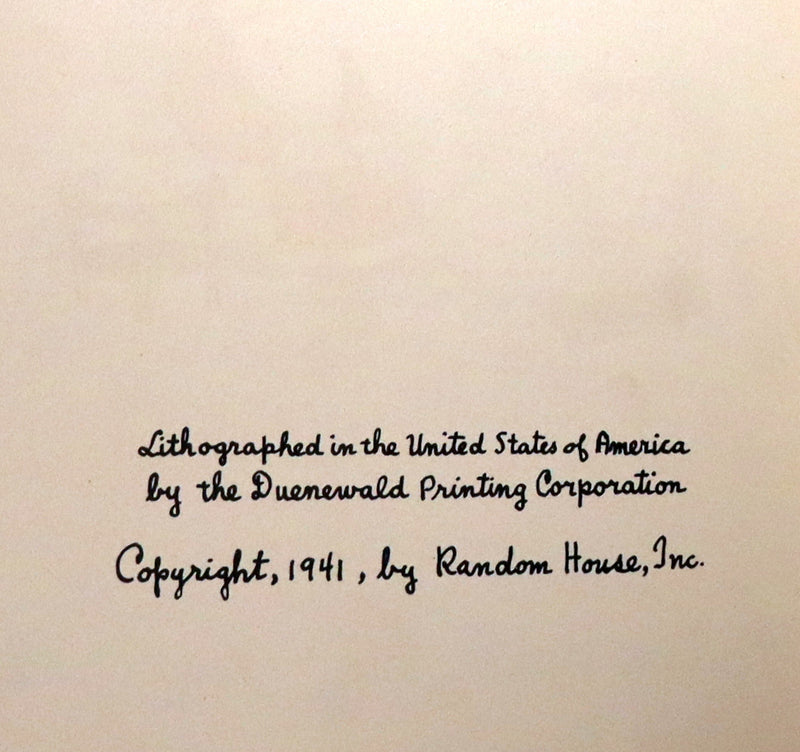 Lithographed in the United States of America
by the Duenewald Printing Corporation
Copyright, 1941, by Random House, Inc.